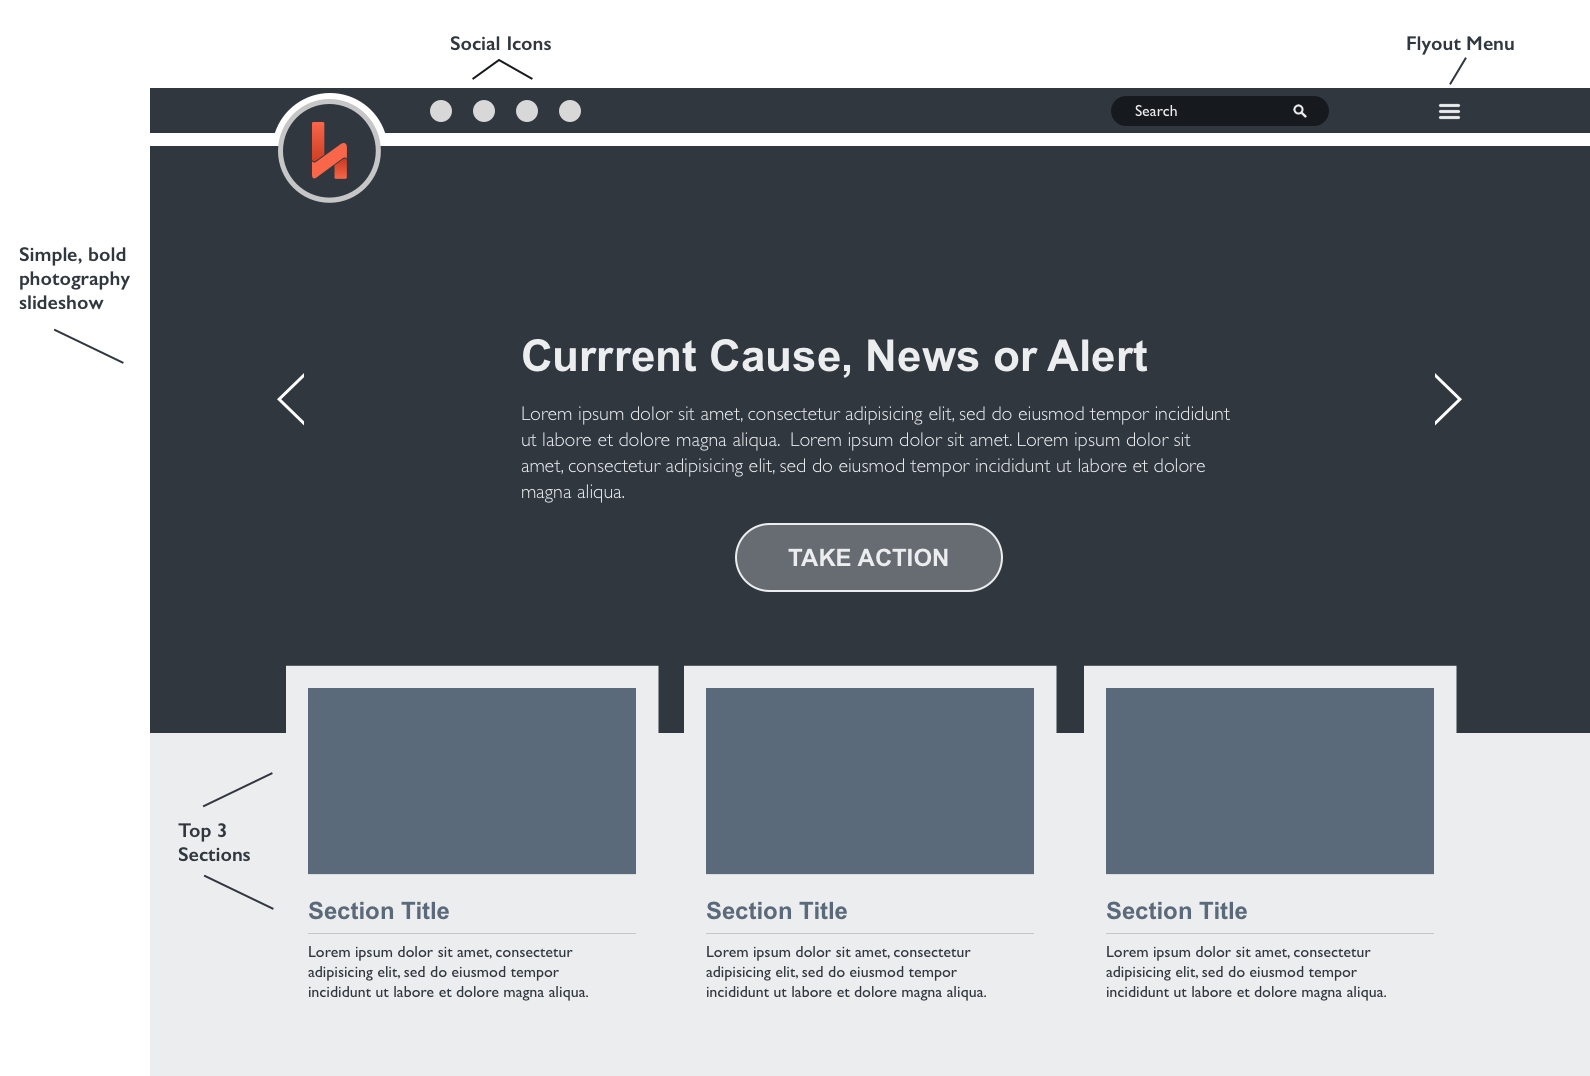 Social Icons
Flyout Menu
Search
Simple, bold
photography
slideshow
Currrent Cause, News or Alert
Lorem ipsum dolor sit amet, consectetur adipisicing elit, sed do eiusmod tempor incididunt
ut labore et dolore magna aliqua.  Lorem ipsum dolor sit amet. Lorem ipsum dolor sit
amet, consectetur adipisicing elit, sed do eiusmod tempor incididunt ut labore et dolore
magna aliqua.
TAKE ACTION
Top 3
Sections
Section Title
Lorem ipsum dolor sit amet, consectetur
adipisicing elit, sed do eiusmod tempor
incididunt ut labore et dolore magna aliqua.
Section Title
Lorem ipsum dolor sit amet, consectetur
adipisicing elit, sed do eiusmod tempor
incididunt ut labore et dolore magna aliqua.
Section Title
Lorem ipsum dolor sit amet, consectetur
adipisicing elit, sed do eiusmod tempor
incididunt ut labore et dolore magna aliqua.